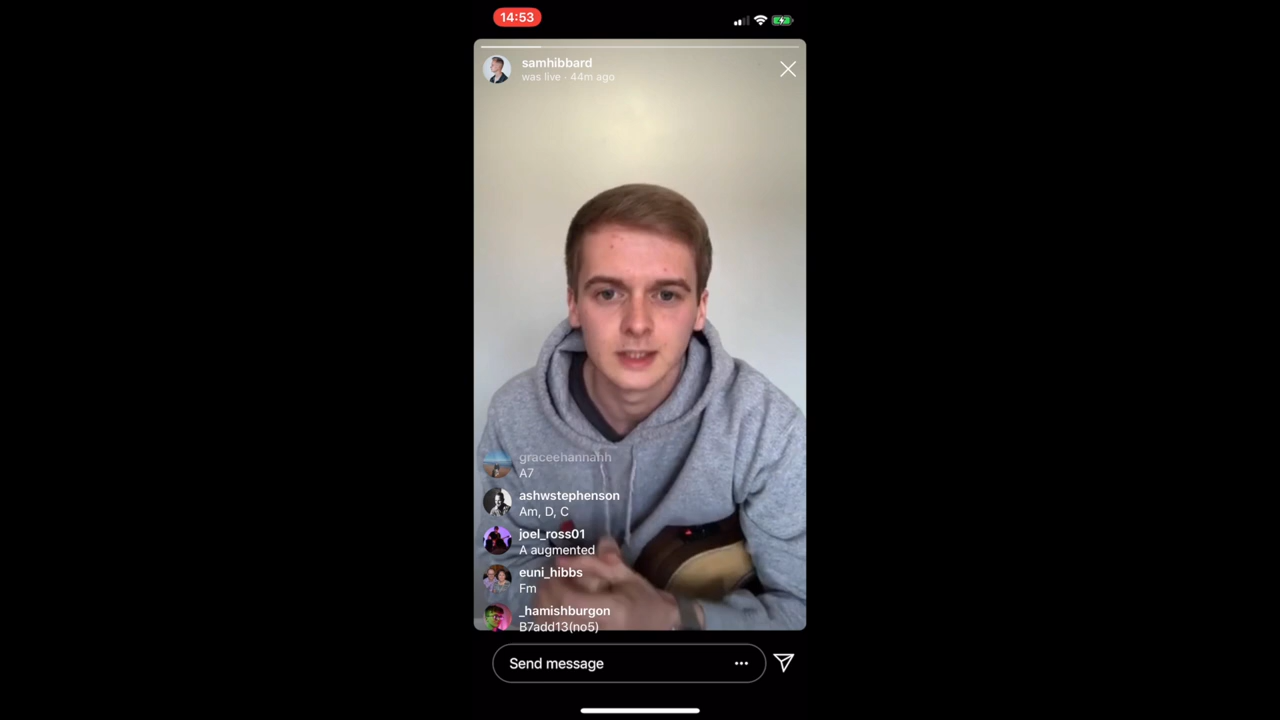 14:53
samhibbard
was live · 44m ago
graceehannahh
A7
ashwstephenson
Am, D, C
joel_ross01
A augmented
euni_hibbs
Fm
_hamishburgon
B7add13(no5)
Send message